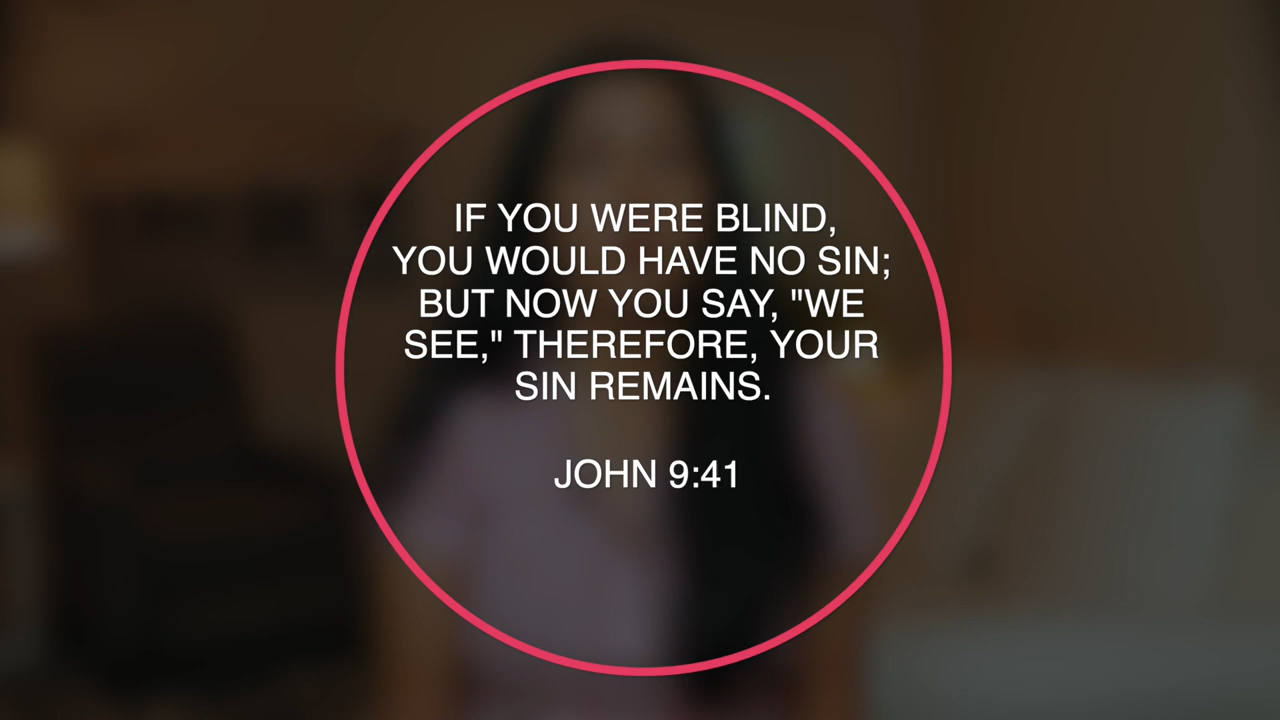 IF YOU WERE BLIND,
YOU WOULD HAVE NO SIN;
BUT NOW YOU SAY, "WE
SEE," THEREFORE, YOUR
SIN REMAINS.
JOHN 9:41